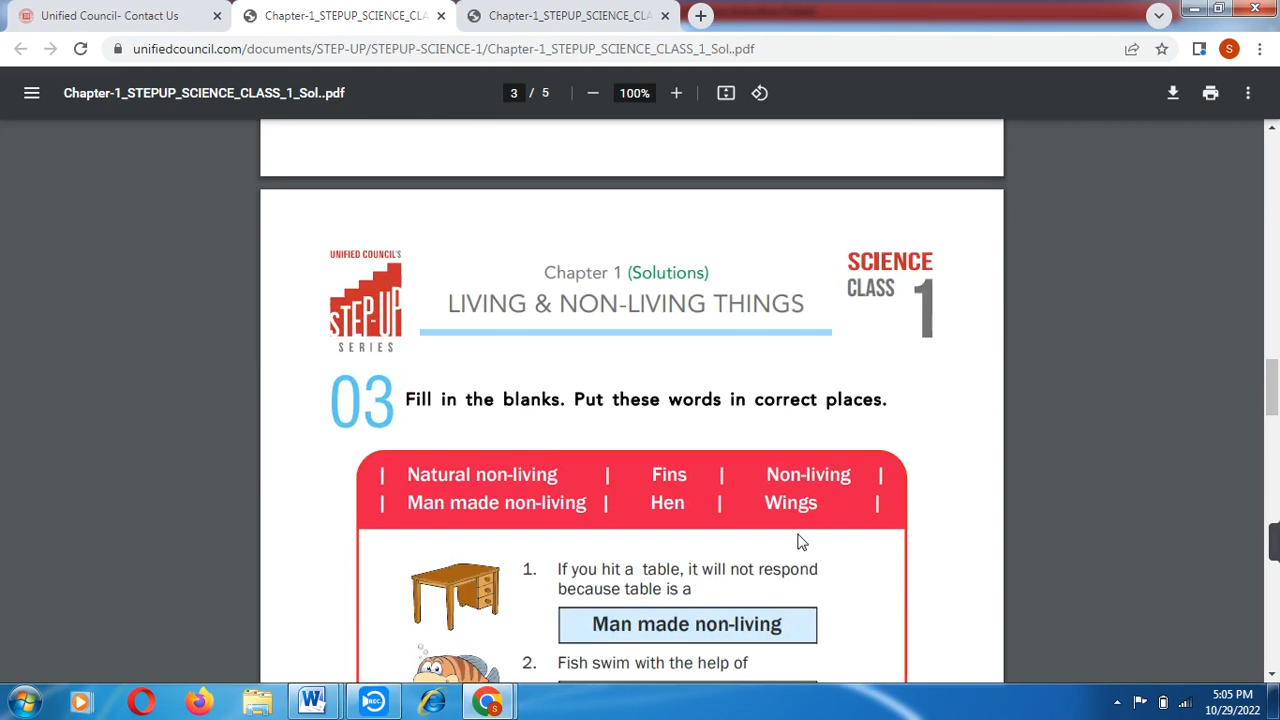 Unified Council- Contact Us
Chapter-1_STEPUP_SCIENCE_CLA
Chapter-1_STEPUP_SCIENCE_CLA
unifiedcouncil.com/documents/STEP-UP/STEPUP-SCIENCE-1/Chapter-1_STEPUP_SCIENCE_CLASS_1_Sol..pdf
S
Chapter-1_STEPUP_SCIENCE_CLASS_1_Sol..pdf
3 / 5
100%
UNIFIED COUNCIL'S
STEP-UP
SERIES
Chapter 1 (Solutions)
LIVING & NON-LIVING THINGS
SCIENCE
CLASS 1
03 Fill in the blanks. Put these words in correct places.
| Natural non-living | Fins | Non-living |
| Man made non-living | Hen | Wings |
1. If you hit a table, it will not respond
because table is a
Man made non-living
2. Fish swim with the help of
W
REC
S
5:05 PM
10/29/2022